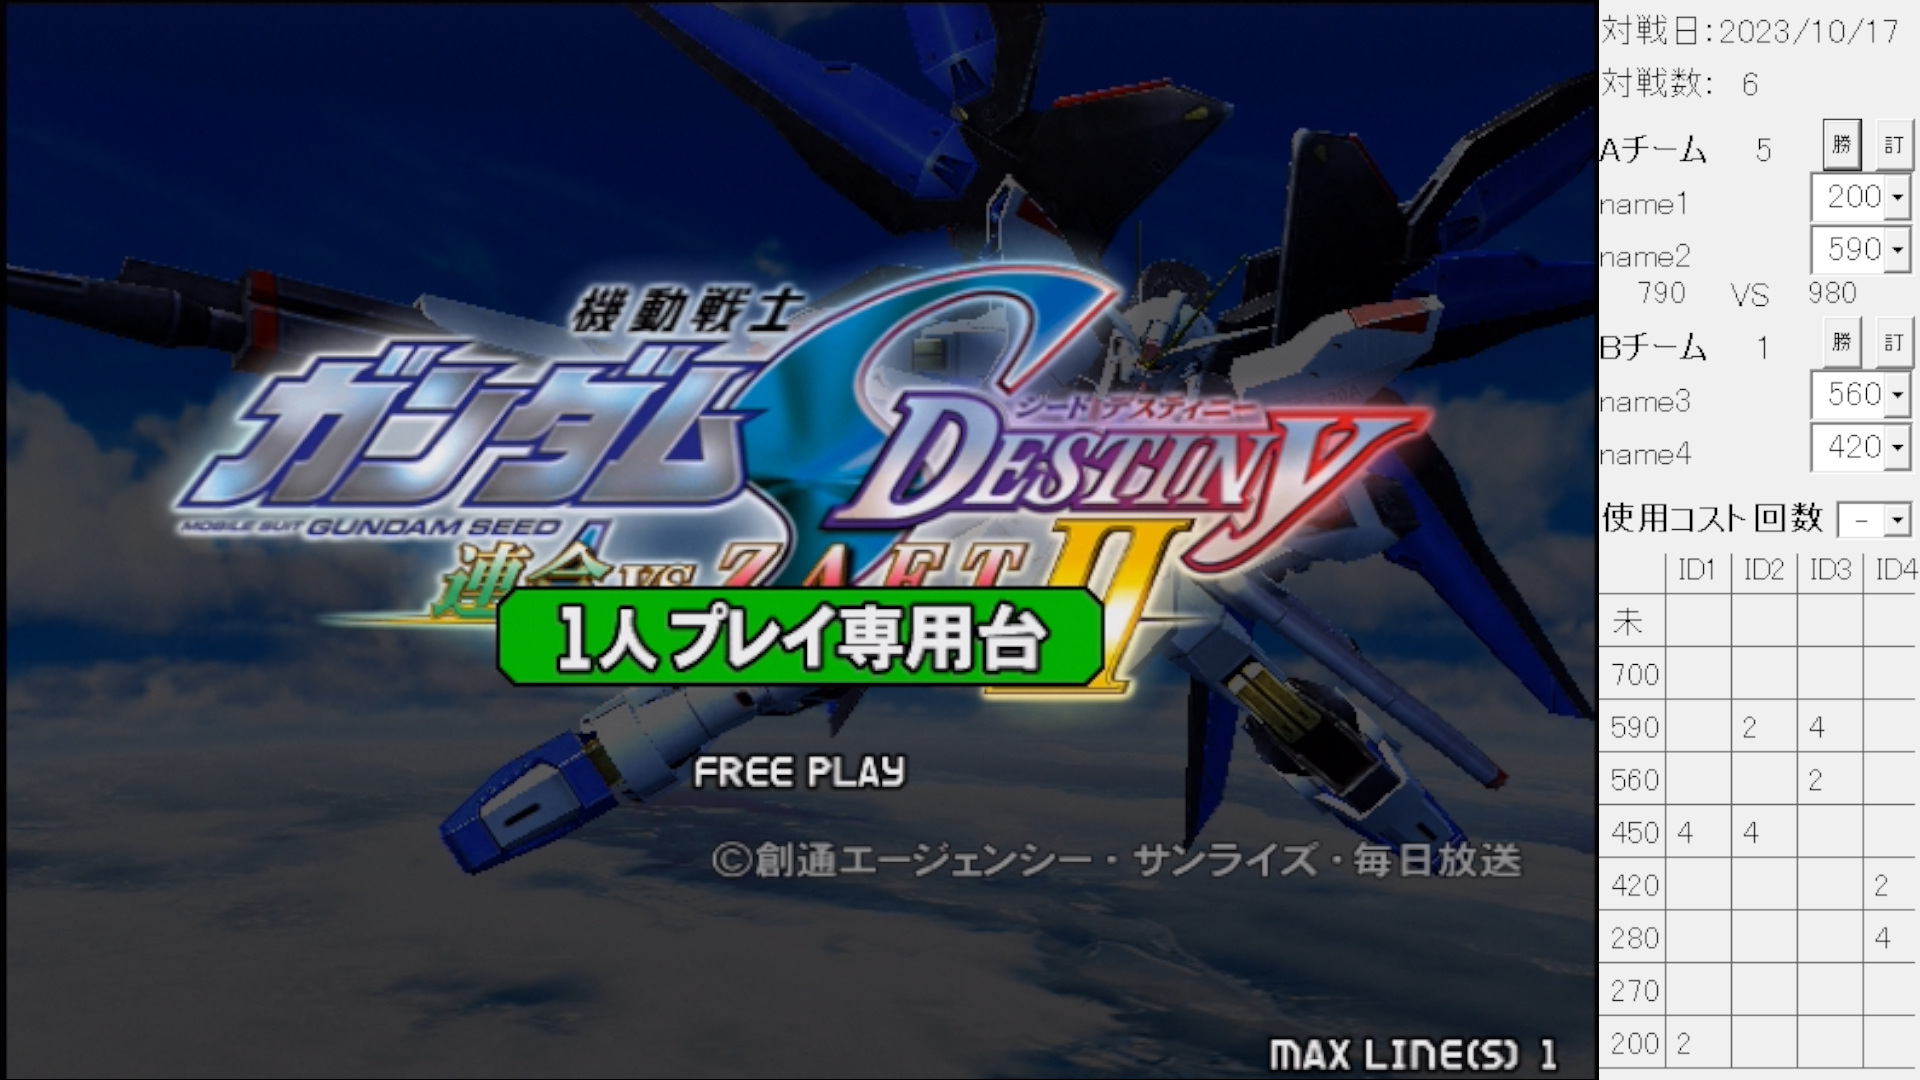 機動戦士
ガンダム
シード デスティニー
DESTINY
MOBILE SUIT GUNDAM SEED
連合 VS. Z.A.F.T. II
1人プレイ専用台
FREE PLAY
©創通エージェンシー・サンライズ・毎日放送
MAX LINE(S) 1
対戦日:2023/10/17
対戦数: 6
Aチーム 5 勝 訂
name1 200
name2 590
790 VS 980
Bチーム 1 勝 訂
name3 560
name4 420
使用コスト回数 -
ID1 ID2 ID3 ID4
未
700
590 2 4
560 2
450 4 4
420 2
280 4
270
200 2